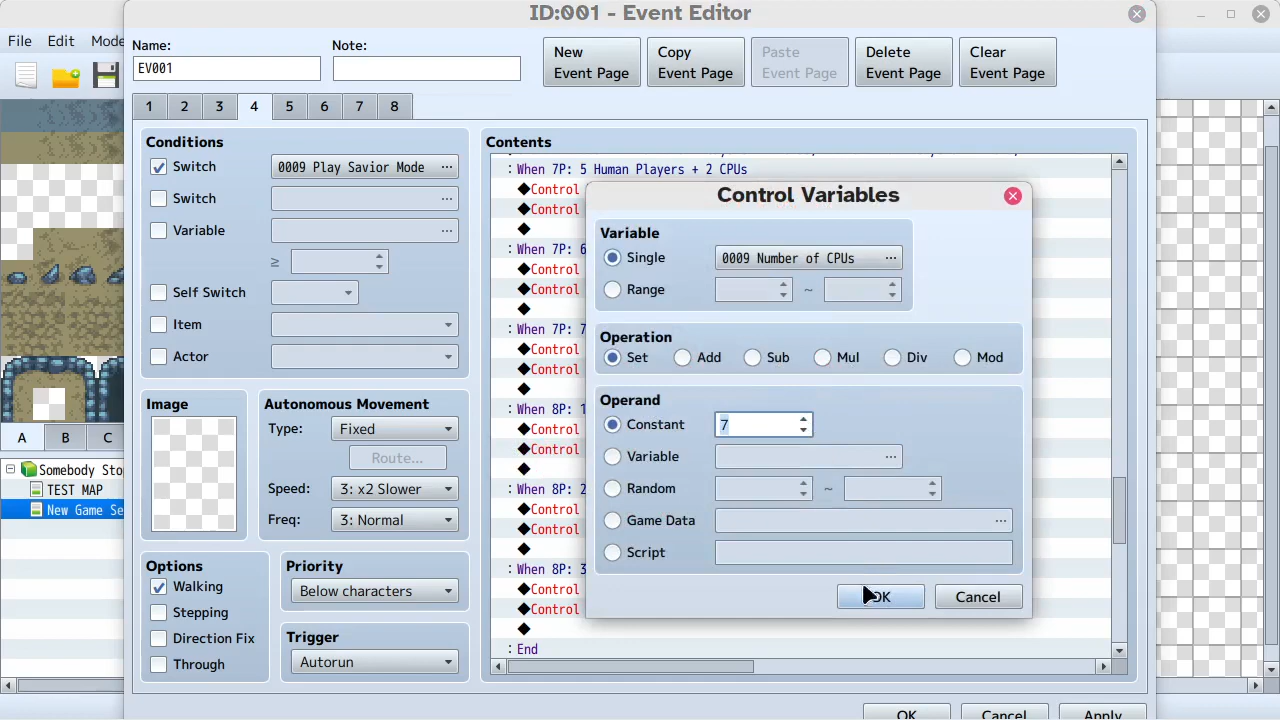 ID:001 - Event Editor
File Edit Mode
Name:
Note:
EV001
New Event Page
Copy Event Page
Paste Event Page
Delete Event Page
Clear Event Page
1 2 3 4 5 6 7 8
Conditions
Switch 0009 Play Savior Mode ...
Switch ...
Variable ...
≥
Self Switch
Item
Actor
Image
Autonomous Movement
Type: Fixed
Route...
Speed: 3: x2 Slower
Freq: 3: Normal
Options
Walking
Stepping
Direction Fix
Through
Priority
Below characters
Trigger
Autorun
A B C
Somebody Sto
TEST MAP
New Game Se
Contents
: When 7P: 5 Human Players + 2 CPUs
◆Control
◆Control
◆
: When 7P: 6
◆Control
◆Control
◆
: When 7P: 7
◆Control
◆Control
◆
: When 8P: 1
◆Control
◆Control
◆
: When 8P: 2
◆Control
◆Control
◆
: When 8P: 3
◆Control
◆Control
◆
: End
Control Variables
Variable
Single 0009 Number of CPUs ...
Range ~
Operation
Set Add Sub Mul Div Mod
Operand
Constant 7
Variable ...
Random ~
Game Data ...
Script
OK Cancel
OK Cancel Apply